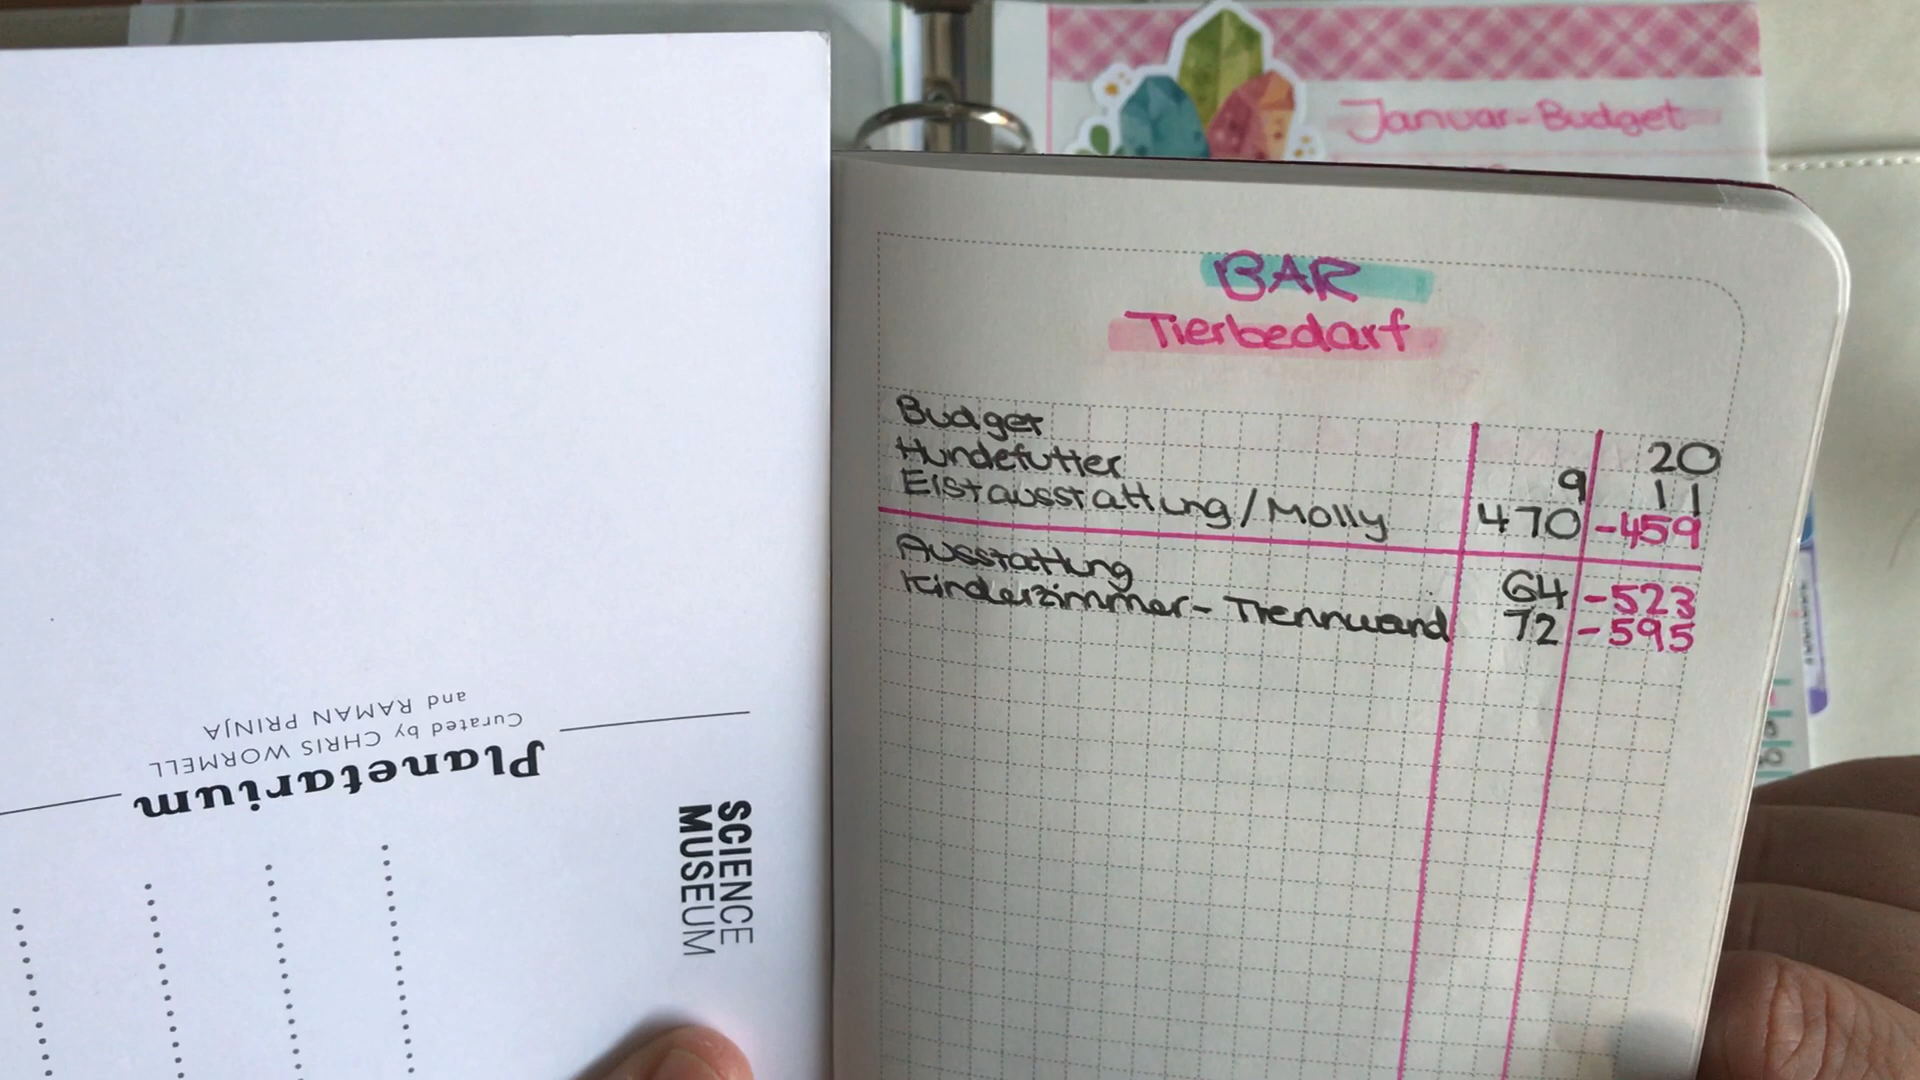 Planetarium
Curated by CHRIS WORMELL
and RAMAN PRINJA
SCIENCE
MUSEUM
Januar-Budget
BAR
Tierbedarf
Budget 20
Hundefutter 9 11
Erstausstattung/Molly 470 -459
Ausstattung 64 -523
Kinderzimmer- Trennwand 72 -595